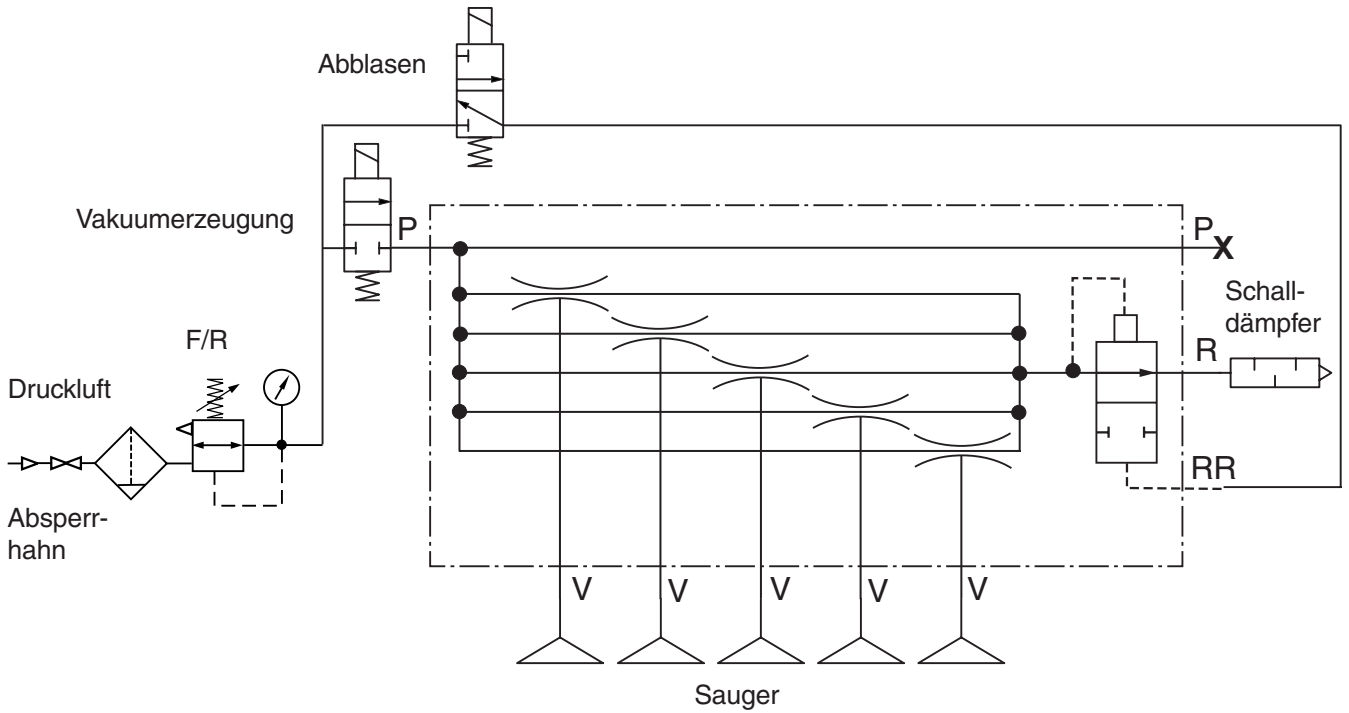 Abblasen
Vakuumerzeugung
P
P
X
Schall-
dämpfer
F/R
R
Druckluft
RR
Absperr-
hahn
V
V
V
V
V
Sauger